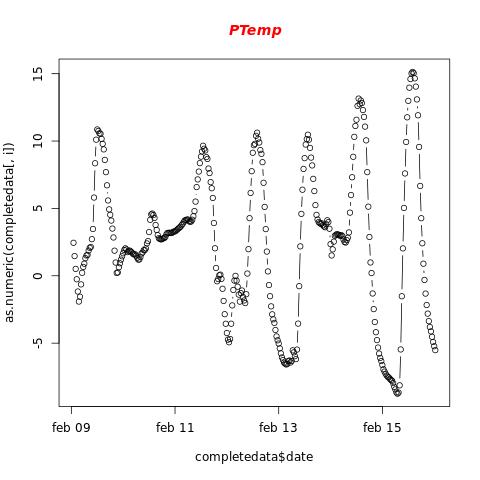 PTemp
as.numeric(completedata[, i])
15
10
5
0
-5
feb 09 feb 11 feb 13 feb 15
completedata$date